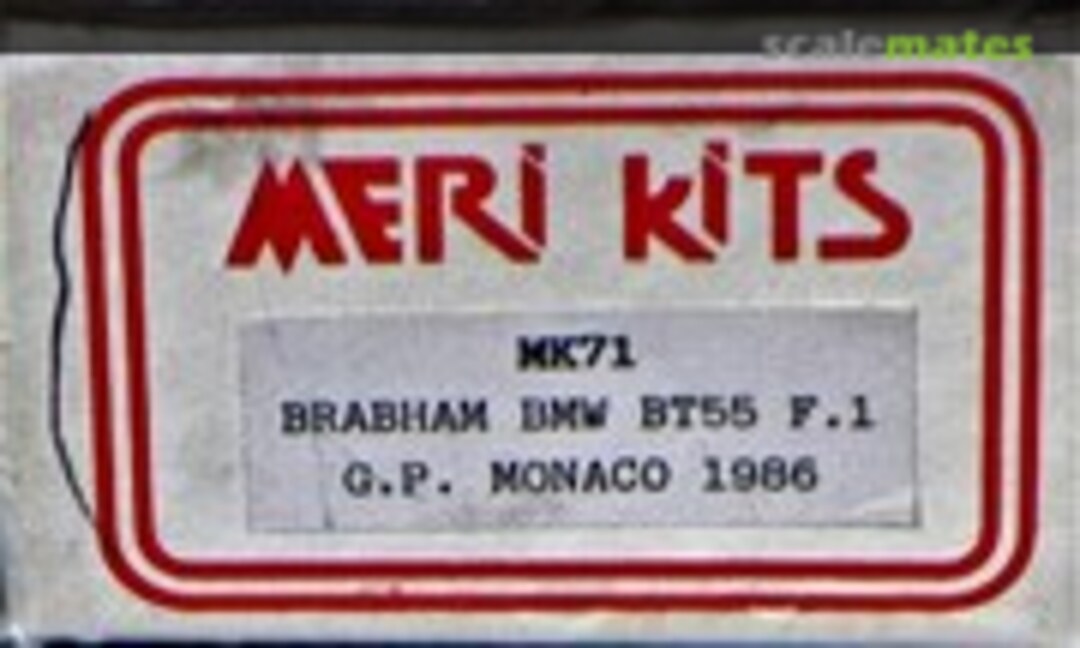 scalemates
MERi KiTS
MK71
BRABHAM BMW BT55 F.1
G.P. MONACO 1986